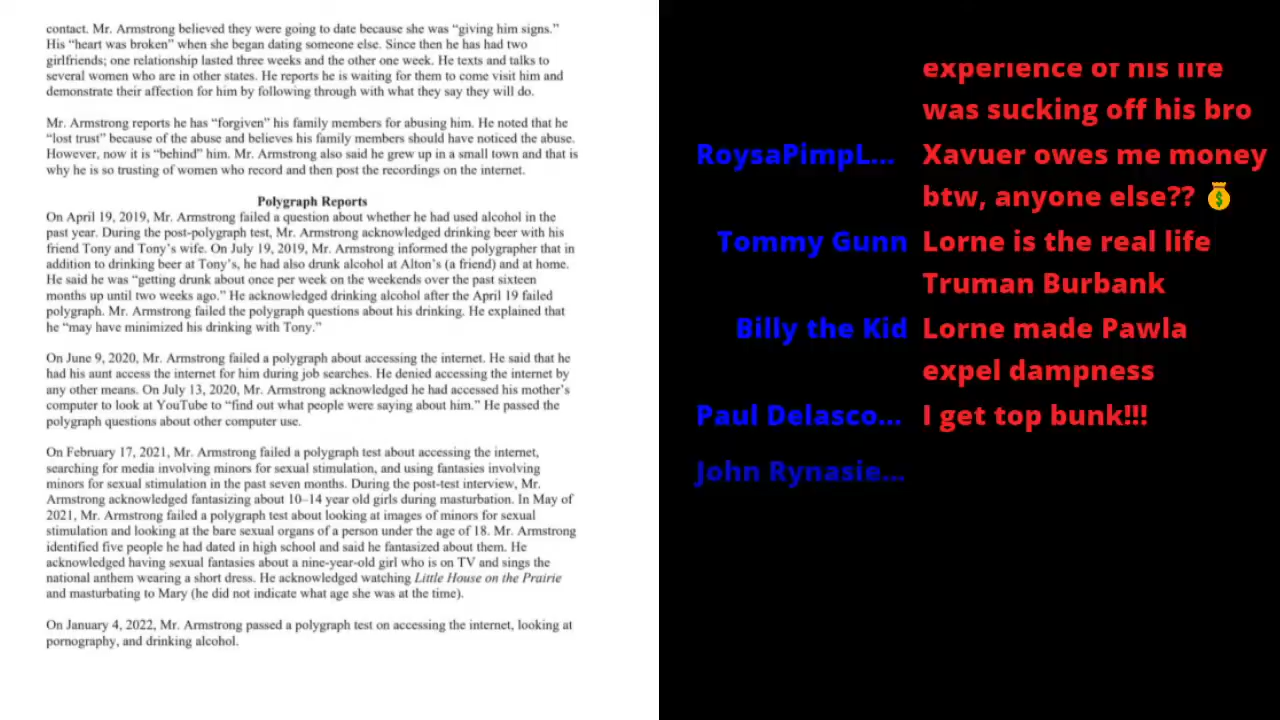 contact. Mr. Armstrong believed they were going to date because she was “giving him signs.”
His “heart was broken” when she began dating someone else. Since then he has had two
girlfriends; one relationship lasted three weeks and the other one week. He texts and talks to
several women who are in other states. He reports he is waiting for them to come visit him and
demonstrate their affection for him by following through with what they say they will do.
Mr. Armstrong reports he has “forgiven” his family members for abusing him. He noted that he
“lost trust” because of the abuse and believes his family members should have noticed the abuse.
However, now it is “behind” him. Mr. Armstrong also said he grew up in a small town and that is
why he is so trusting of women who record and then post the recordings on the internet.
Polygraph Reports
On April 19, 2019, Mr. Armstrong failed a question about whether he had used alcohol in the
past year. During the post-polygraph test, Mr. Armstrong acknowledged drinking beer with his
friend Tony and Tony’s wife. On July 19, 2019, Mr. Armstrong informed the polygrapher that in
addition to drinking beer at Tony’s, he had also drunk alcohol at Alton’s (a friend) and at home.
He said he was “getting drunk about once per week on the weekends over the past sixteen
months up until two weeks ago.” He acknowledged drinking alcohol after the April 19 failed
polygraph. Mr. Armstrong failed the polygraph questions about his drinking. He explained that
he “may have minimized his drinking with Tony.”
On June 9, 2020, Mr. Armstrong failed a polygraph about accessing the internet. He said that he
had his aunt access the internet for him during job searches. He denied accessing the internet by
any other means. On July 13, 2020, Mr. Armstrong acknowledged he had accessed his mother’s
computer to look at YouTube to “find out what people were saying about him.” He passed the
polygraph questions about other computer use.
On February 17, 2021, Mr. Armstrong failed a polygraph test about accessing the internet,
searching for media involving minors for sexual stimulation, and using fantasies involving
minors for sexual stimulation in the past seven months. During the post-test interview, Mr.
Armstrong acknowledged fantasizing about 10–14 year old girls during masturbation. In May of
2021, Mr. Armstrong failed a polygraph test about looking at images of minors for sexual
stimulation and looking at the bare sexual organs of a person under the age of 18. Mr. Armstrong
identified five people he had dated in high school and said he fantasized about them. He
acknowledged having sexual fantasies about a nine-year-old girl who is on TV and sings the
national anthem wearing a short dress. He acknowledged watching Little House on the Prairie
and masturbating to Mary (he did not indicate what age she was at the time).
On January 4, 2022, Mr. Armstrong passed a polygraph test on accessing the internet, looking at
pornography, and drinking alcohol.
experience of his life
was sucking off his bro
RoysaPimpL... Xavuer owes me money
btw, anyone else?? 💰
Tommy Gunn Lorne is the real life
Truman Burbank
Billy the Kid Lorne made Pawla
expel dampness
Paul Delasco... I get top bunk!!!
John Rynasie...